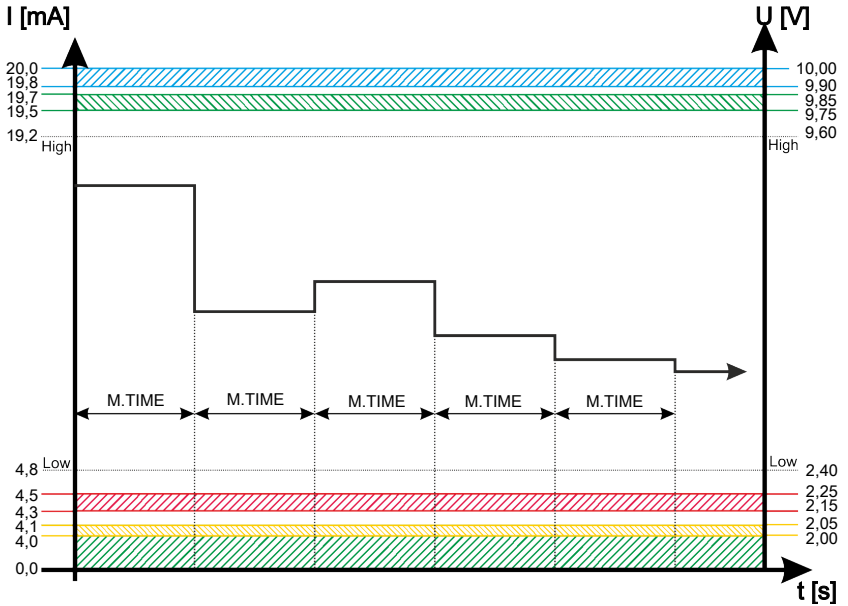 I [mA]
U [V]
20,0
10,00
19,8
9,90
19,7
9,85
19,5
9,75
19,2
9,60
High
High
M.TIME
M.TIME
M.TIME
M.TIME
M.TIME
Low
Low
4,8
2,40
4,5
2,25
4,3
2,15
4,1
2,05
4,0
2,00
0,0
t [s]